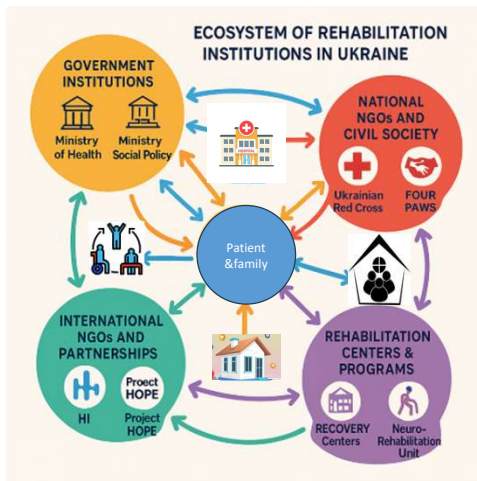 ECOSYSTEM OF REHABILITATION
INSTITUTIONS IN UKRAINE
GOVERNMENT
INSTITUTIONS
Ministry
of Health
Ministry
Social Policy
HOSPITAL
NATIONAL
NGOs AND
CIVIL SOCIETY
Ukrainian
Red Cross
FOUR
PAWS
Patient
&family
INTERNATIONAL
NGOs AND
PARTNERSHIPS
HI
Proect
HOPE
Project
HOPE
REHABILITATION
CENTERS &
PROGRAMS
RECOVERY
Centers
Neuro-
Rehabilitation
Unit